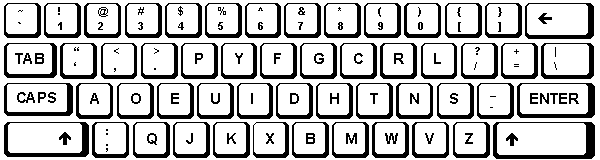 ~ ` ! 1 @ 2 # 3 $ 4 % 5 ^ 6 & 7 * 8 ( 9 ) 0 { [ } ] ←
TAB “ ‘ < , > . P Y F G C R L ? / + = | \
CAPS A O E U I D H T N S _ - ENTER
↑ : ; Q J K X B M W V Z ↑